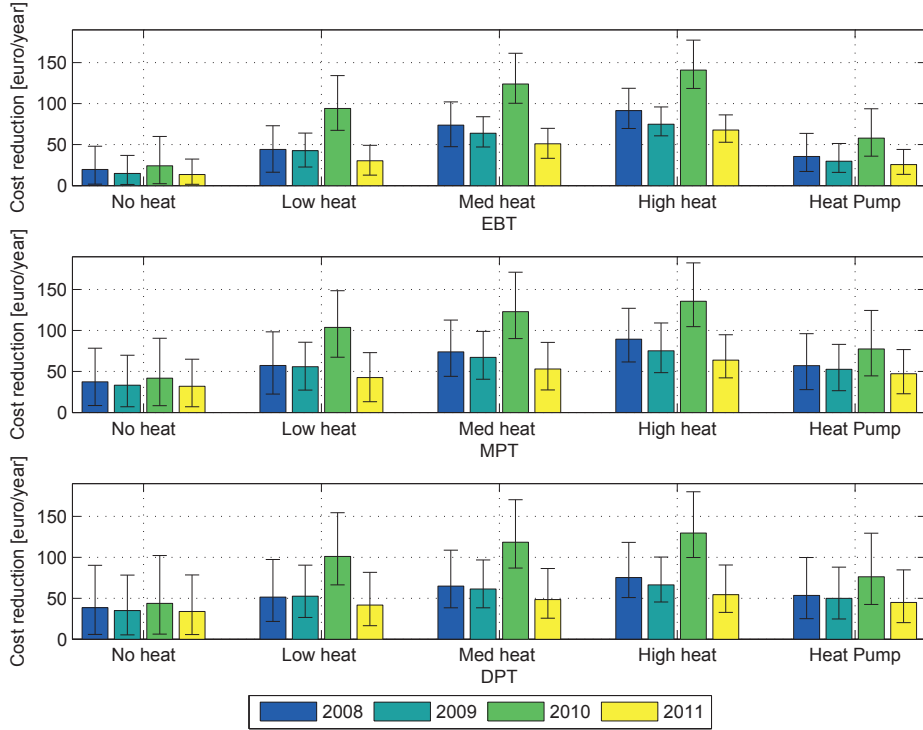 Cost reduction [euro/year]
150
100
50
0
No heat Low heat Med heat High heat Heat Pump
EBT
Cost reduction [euro/year]
150
100
50
0
No heat Low heat Med heat High heat Heat Pump
MPT
Cost reduction [euro/year]
150
100
50
0
No heat Low heat Med heat High heat Heat Pump
DPT
2008 2009 2010 2011